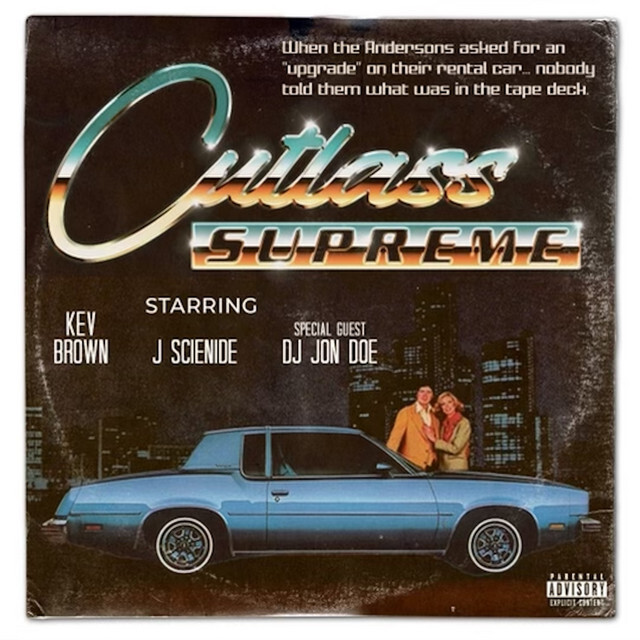 When the Andersons asked for an
"upgrade" on their rental car... nobody
told them what was in the tape deck.
Cutlass
SUPREME
STARRING
KEV
BROWN
J SCIENIDE
SPECIAL GUEST
DJ JON DOE
PARENTAL
ADVISORY
EXPLICIT CONTENT